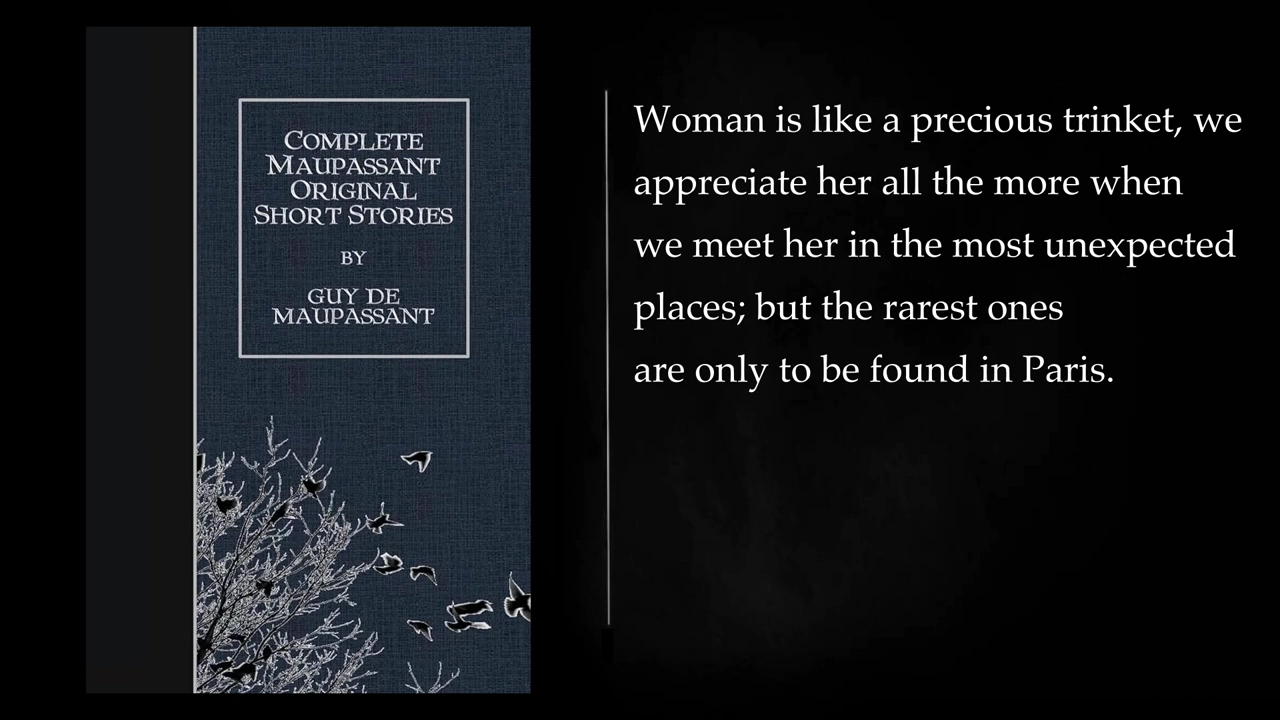 COMPLETE
MAUPASSANT
ORIGINAL
SHORT STORIES
BY
GUY DE
MAUPASSANT
Woman is like a precious trinket, we
appreciate her all the more when
we meet her in the most unexpected
places; but the rarest ones
are only to be found in Paris.